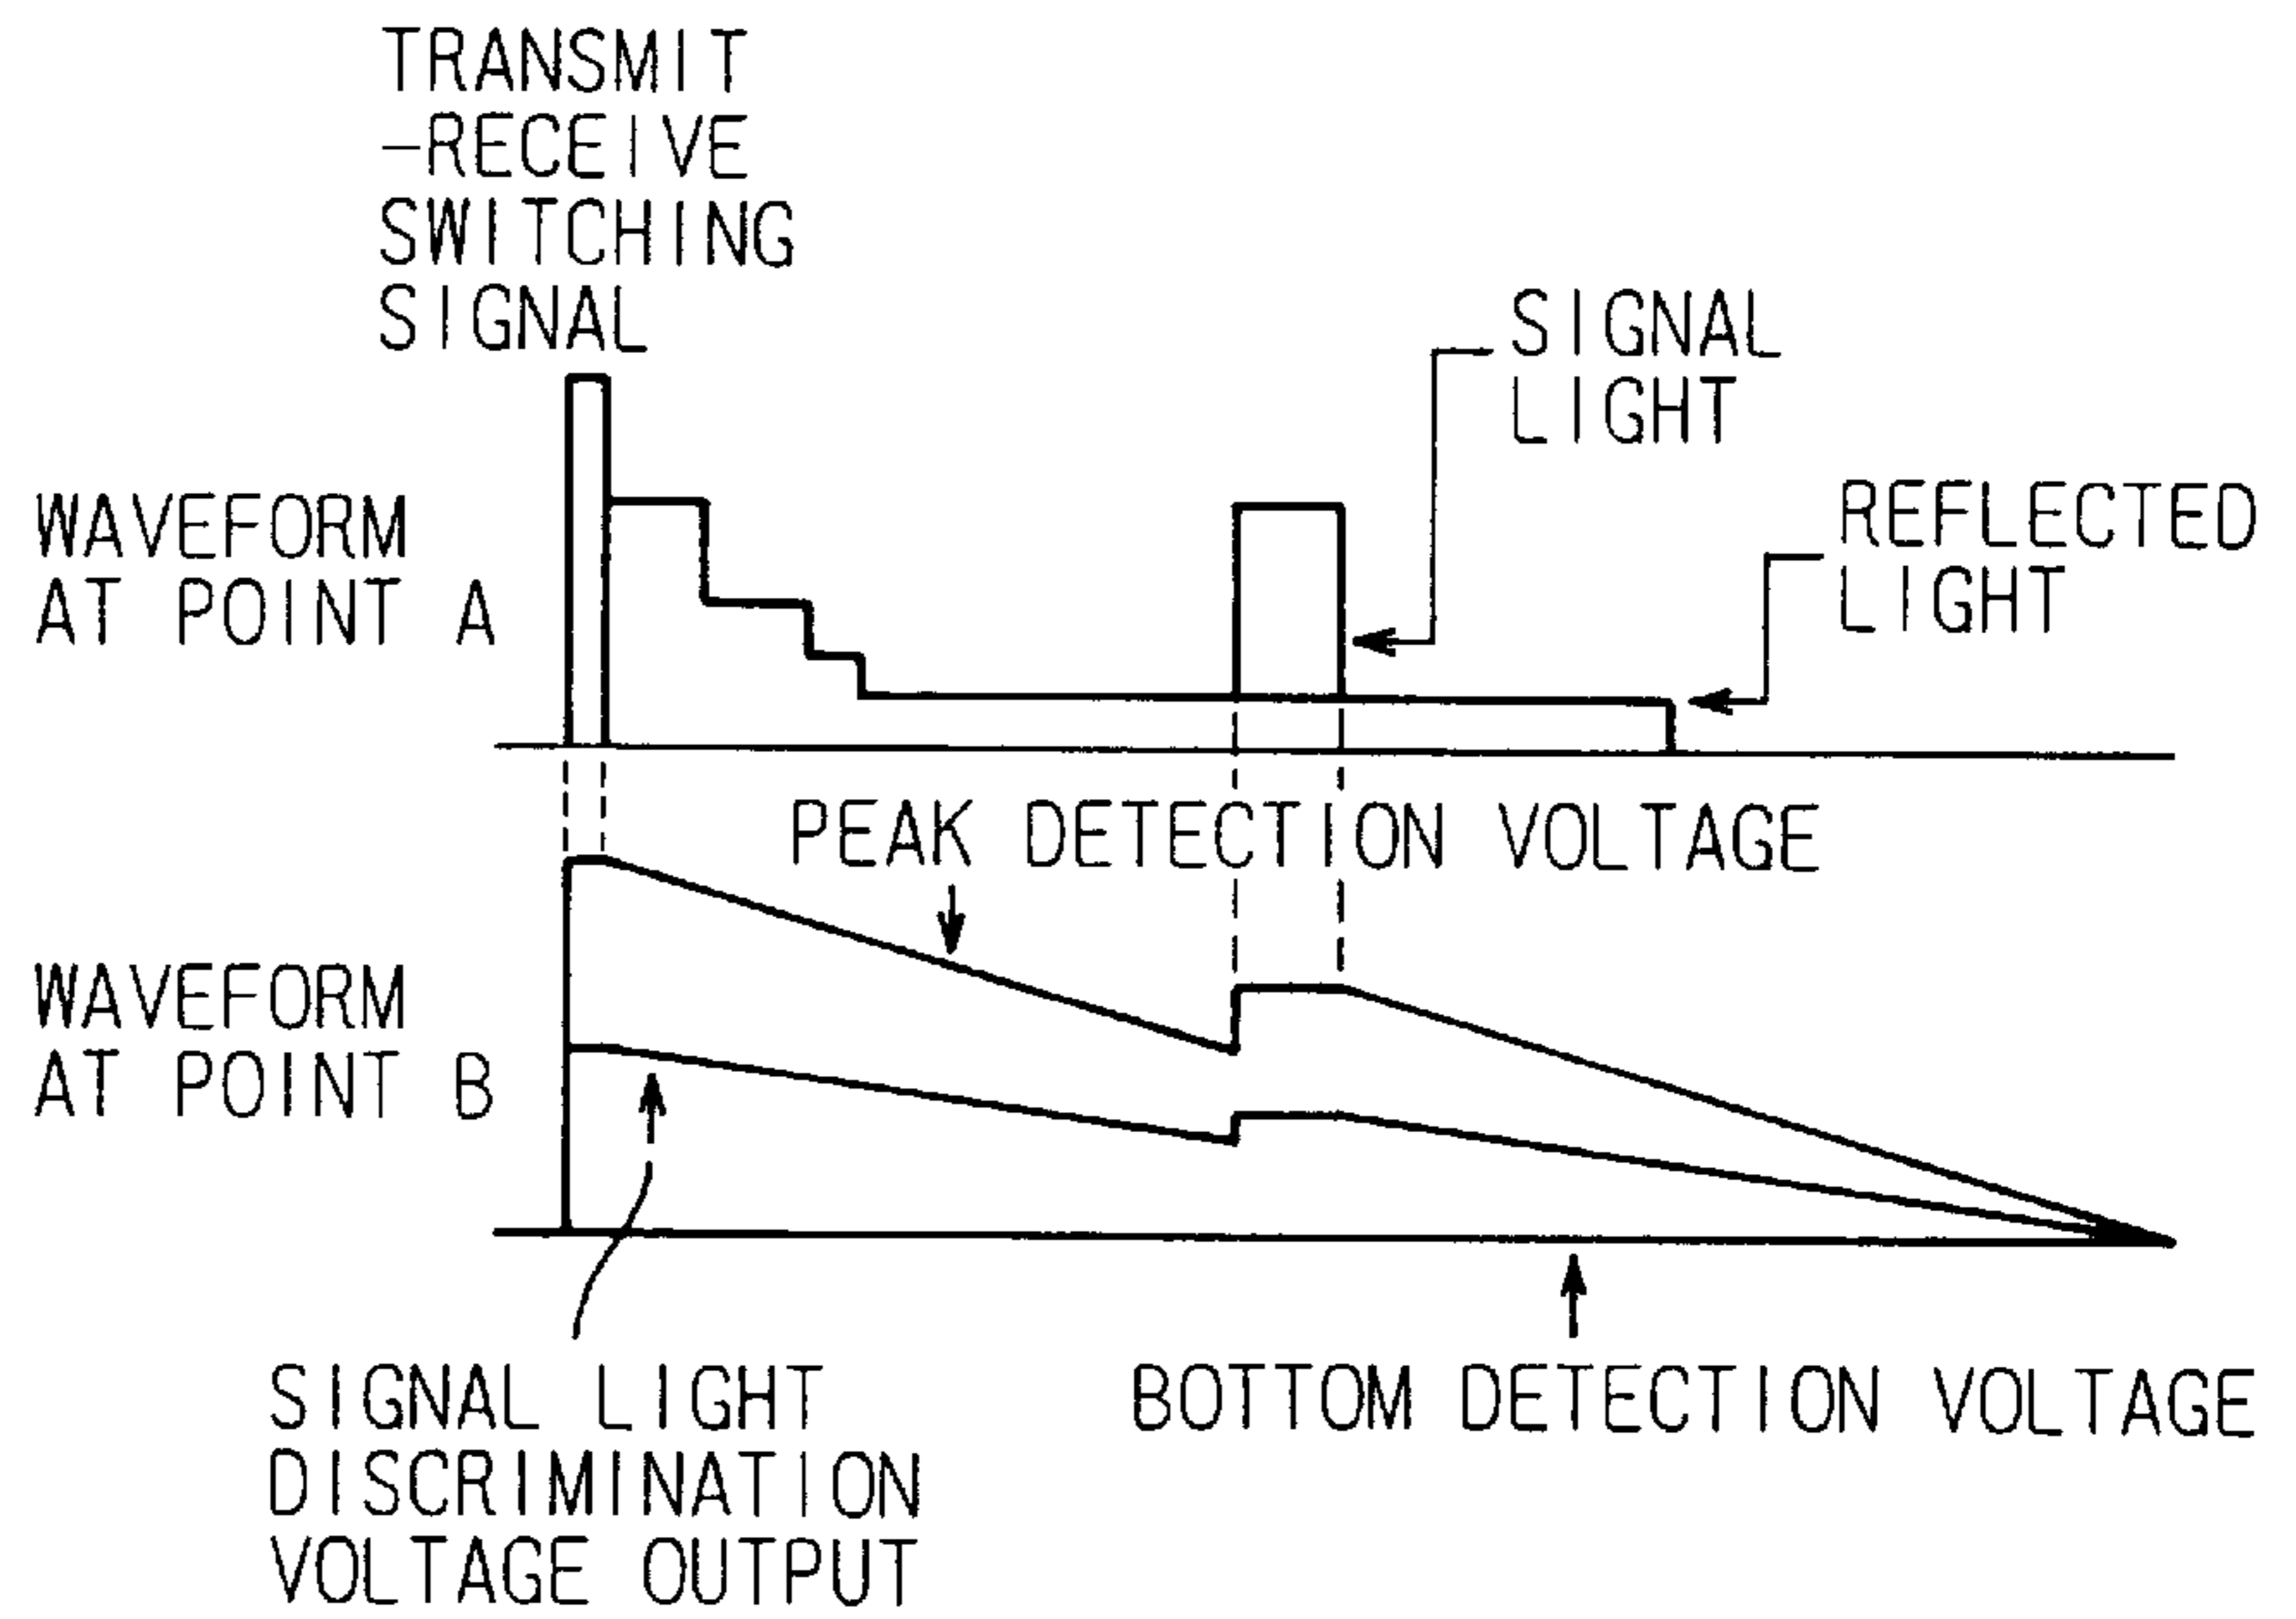 TRANSMIT
-RECEIVE
SWITCHING
SIGNAL
SIGNAL
LIGHT
REFLECTED
LIGHT
WAVEFORM
AT POINT A
PEAK DETECTION VOLTAGE
WAVEFORM
AT POINT B
SIGNAL LIGHT
DISCRIMINATION
VOLTAGE OUTPUT
BOTTOM DETECTION VOLTAGE